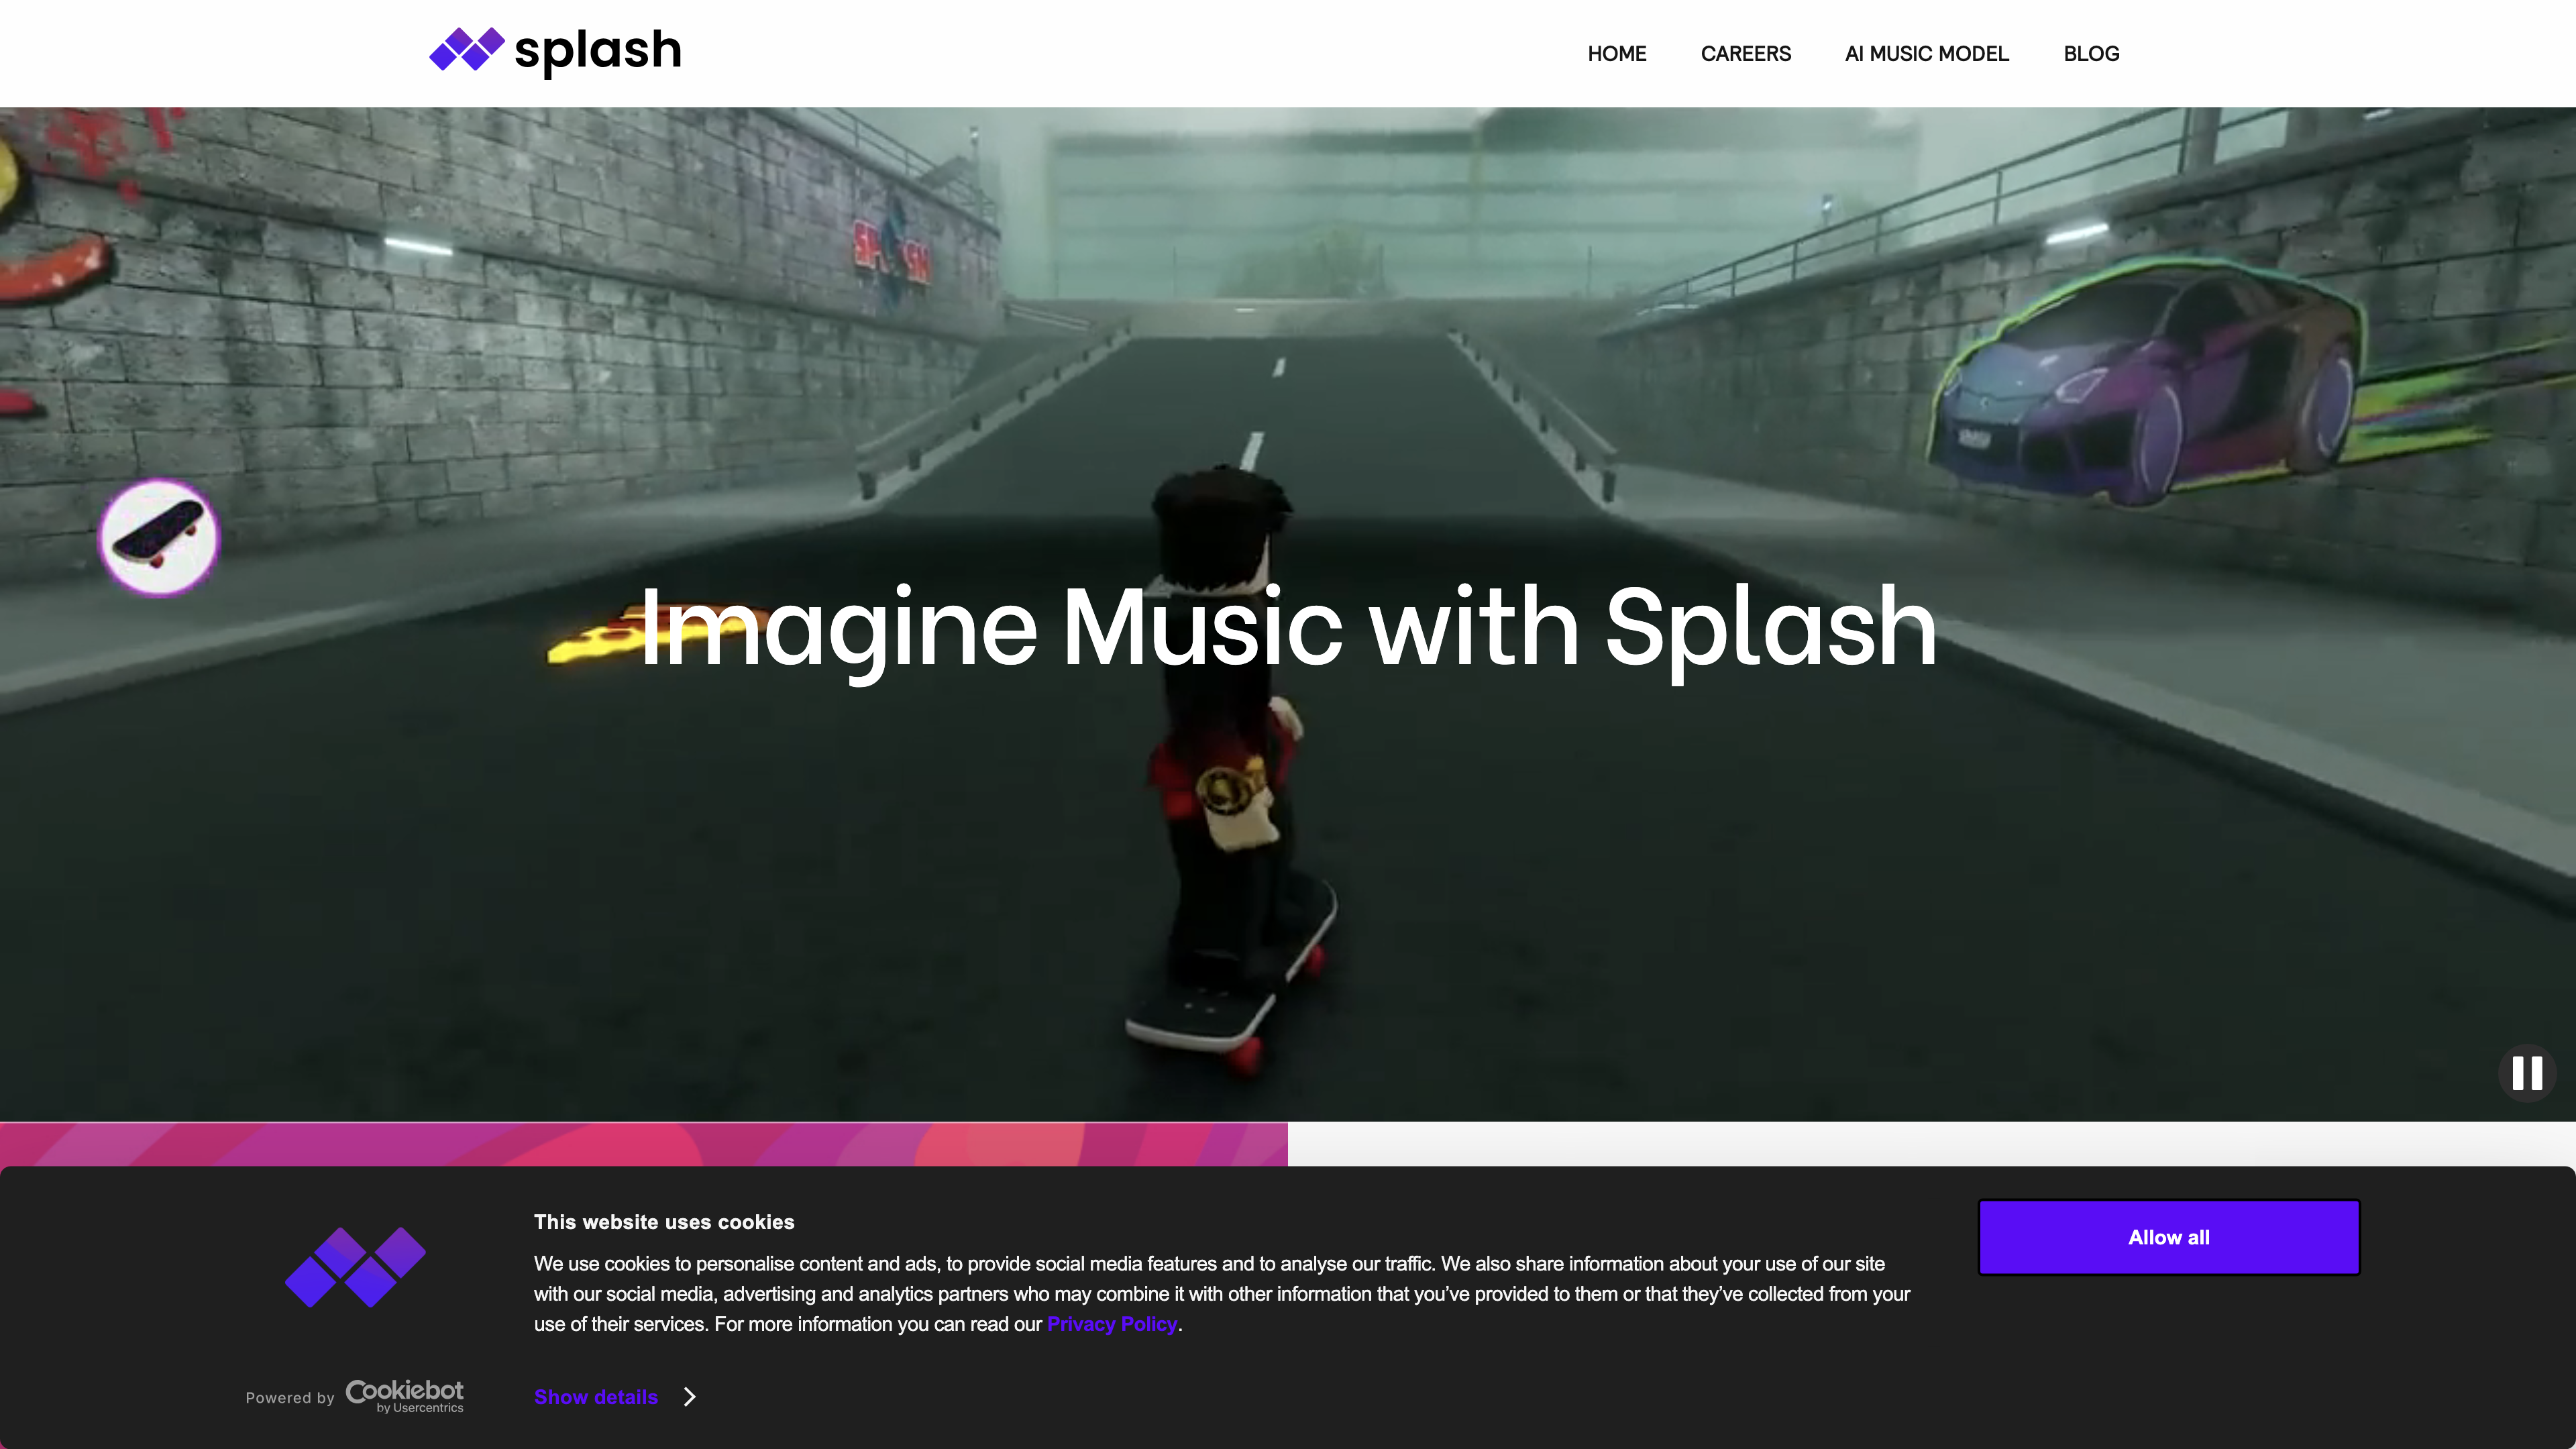 splash
HOME
CAREERS
AI MUSIC MODEL
BLOG
Imagine Music with Splash
This website uses cookies
We use cookies to personalise content and ads, to provide social media features and to analyse our traffic. We also share information about your use of our site
with our social media, advertising and analytics partners who may combine it with other information that you've provided to them or that they've collected from your
use of their services. For more information you can read our Privacy Policy.
Allow all
Powered by Cookiebot
by Usercentrics
Show details